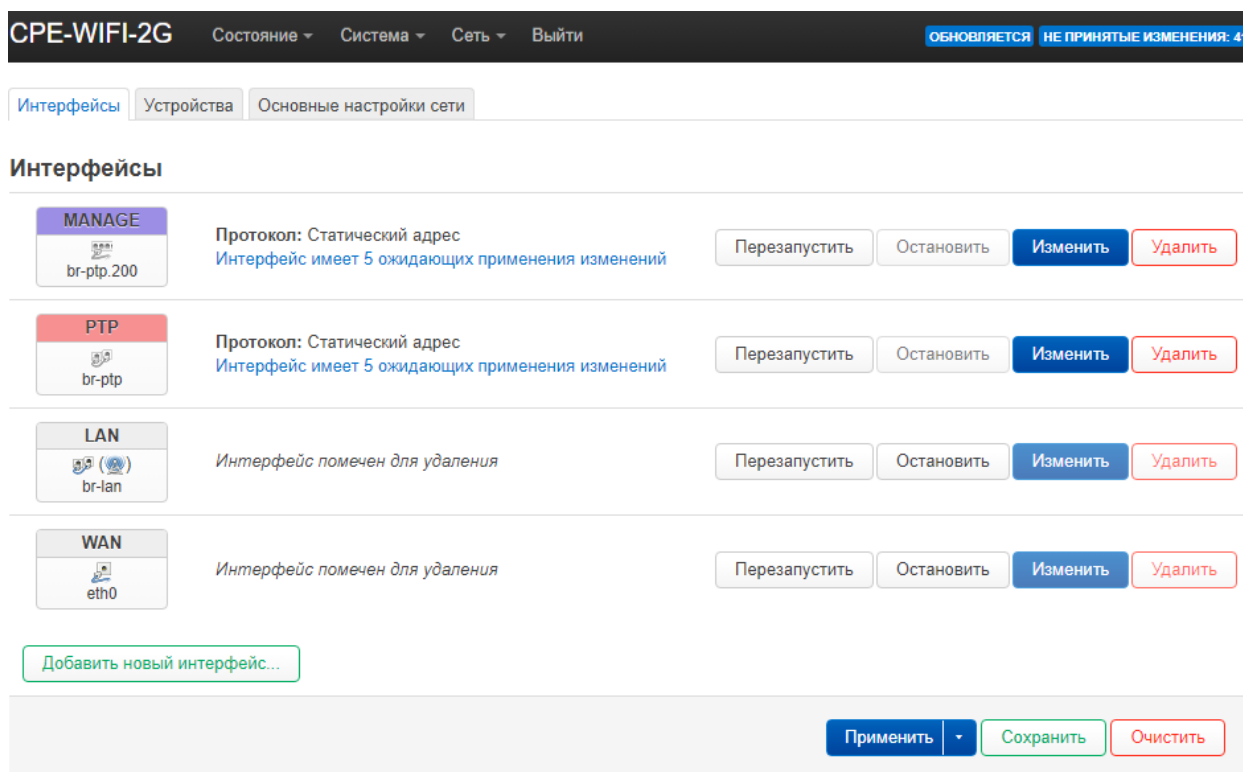 CPE-WIFI-2G Состояние Система Сеть Выйти ОБНОВЛЯЕТСЯ НЕ ПРИНЯТЫЕ ИЗМЕНЕНИЯ:
Интерфейсы Устройства Основные настройки сети
Интерфейсы
MANAGE
br-ptp.200
Протокол: Статический адрес
Интерфейс имеет 5 ожидающих применения изменений
Перезапустить Остановить Изменить Удалить
PTP
br-ptp
Протокол: Статический адрес
Интерфейс имеет 5 ожидающих применения изменений
Перезапустить Остановить Изменить Удалить
LAN
br-lan
Интерфейс помечен для удаления
Перезапустить Остановить Изменить Удалить
WAN
eth0
Интерфейс помечен для удаления
Перезапустить Остановить Изменить Удалить
Добавить новый интерфейс...
Применить Сохранить Очистить